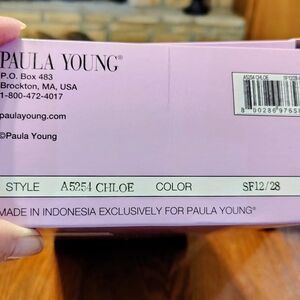 PAULA YOUNG®
P.O. Box 483
Brockton, MA, USA
1-800-472-4017
paulayoung.com
©Paula Young
A5254 CHLOE
STYLE A5254 CHLOE COLOR SF12/28
MADE IN INDONESIA EXCLUSIVELY FOR PAULA YOUNG®